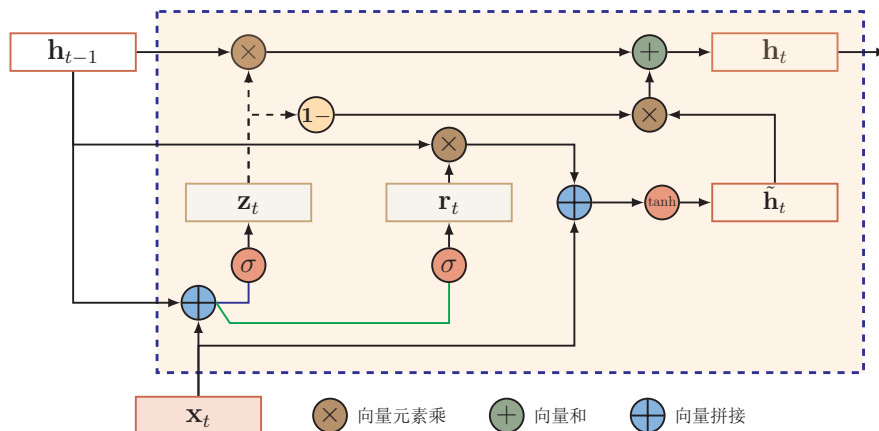 h_{t−1}
×
+
h_t
1−
×
×
z_t
r_t
tanh
h̃_t
σ
σ
x_t
× 向量元素乘
+ 向量和
向量拼接